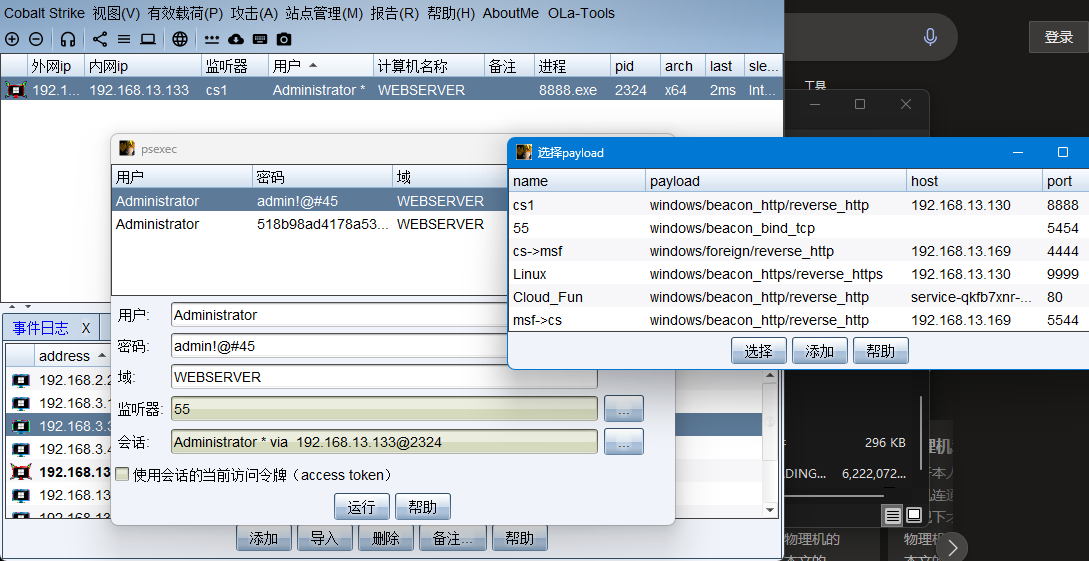 Cobalt Strike 视图(V) 有效载荷(P) 攻击(A) 站点管理(M) 报告(R) 帮助(H) AboutMe OLa-Tools
登录
外网ip 内网ip 监听器 用户 计算机名称 备注 进程 pid arch last sle...
工具
192.1... 192.168.13.133 cs1 Administrator * WEBSERVER 8888.exe 2324 x64 2ms Int...
psexec
用户 密码 域
Administrator admin!@#45 WEBSERVER
Administrator 518b98ad4178a53... WEBSERVER
用户: Administrator
密码: admin!@#45
域: WEBSERVER
监听器: 55 ...
会话: Administrator * via 192.168.13.133@2324 ...
使用会话的当前访问令牌（access token）
运行 帮助
选择payload
name payload host port
cs1 windows/beacon_http/reverse_http 192.168.13.130 8888
55 windows/beacon_bind_tcp 5454
cs->msf windows/foreign/reverse_http 192.168.13.169 4444
Linux windows/beacon_https/reverse_https 192.168.13.130 9999
Cloud_Fun windows/beacon_http/reverse_http service-qkfb7xnr-... 80
msf->cs windows/beacon_http/reverse_http 192.168.13.169 5544
选择 添加 帮助
事件日志 X
address
192.168.2.2
192.168.3.
192.168.3.3
192.168.3.4
192.168.13
192.168.13
192.168.13
添加 导入 删除 备注... 帮助
296 KB
DING... 6,222,072...
物理机的
物理机